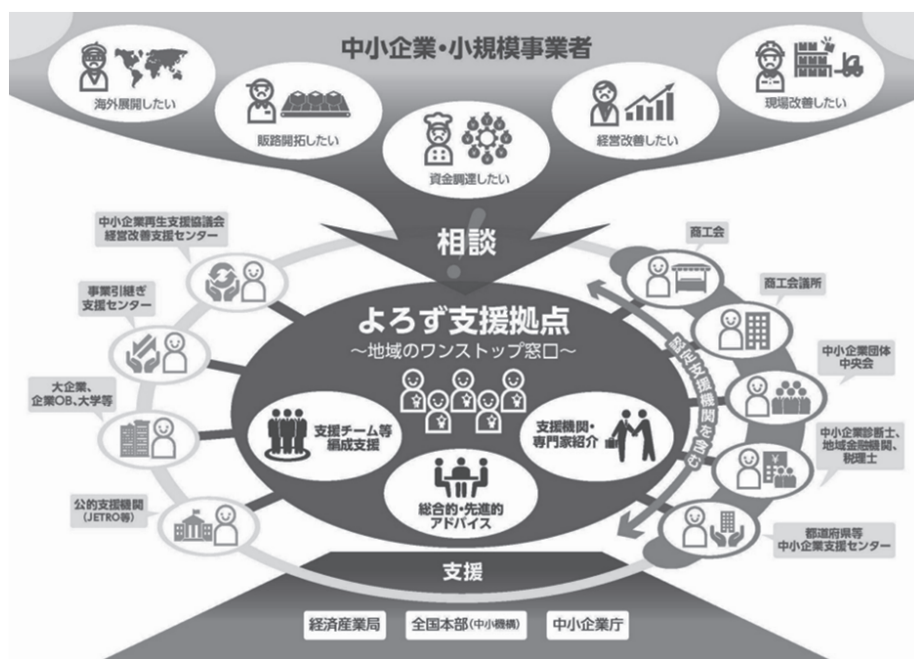 中小企業・小規模事業者
海外展開したい
販路開拓したい
資金調達したい
経営改善したい
現場改善したい
相談
中小企業再生支援協議会
経営改善支援センター
事業引継ぎ
支援センター
大企業、
企業OB、大学等
公的支援機関
(JETRO等)
よろず支援拠点
～地域のワンストップ窓口～
支援チーム等
編成支援
総合的・先進的
アドバイス
支援機関・
専門家紹介
認定支援機関を含む
商工会
商工会議所
中小企業団体
中央会
中小企業診断士、
地域金融機関、
税理士
都道府県等
中小企業支援センター
支援
経済産業局
全国本部(中小機構)
中小企業庁